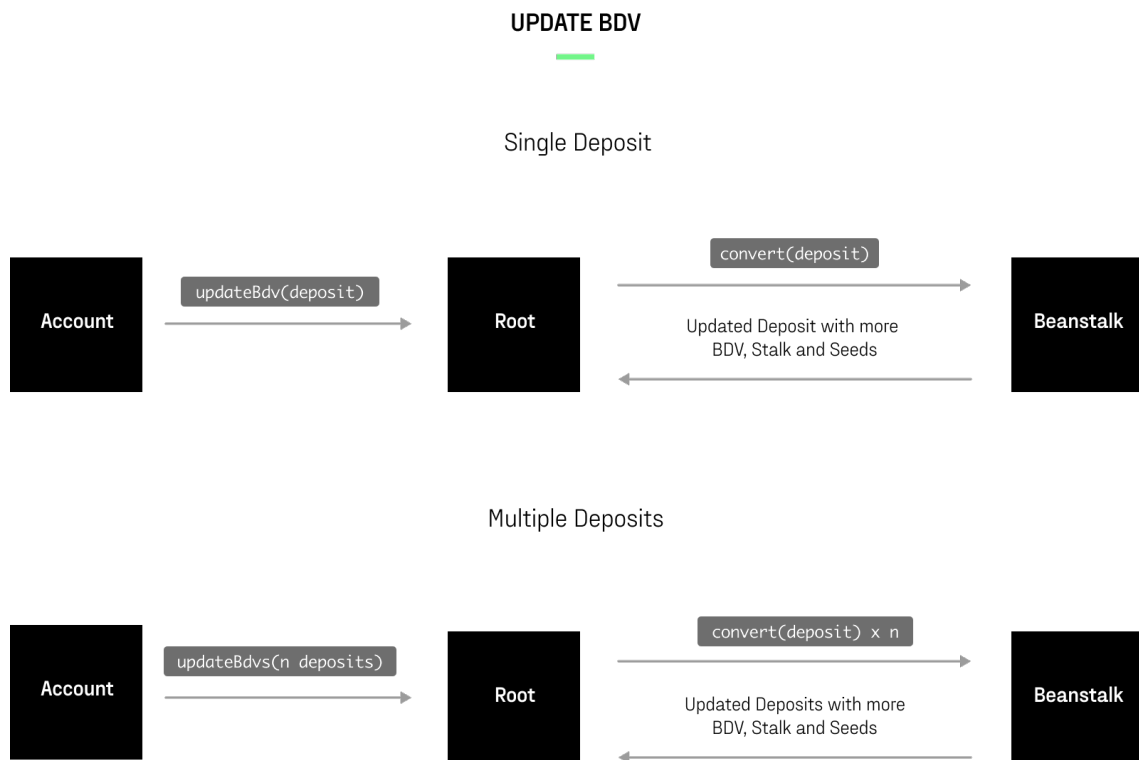 UPDATE BDV
Single Deposit
Account
updateBdv(deposit)
Root
convert(deposit)
Updated Deposit with more
BDV, Stalk and Seeds
Beanstalk
Multiple Deposits
Account
updateBdvs(n deposits)
Root
convert(deposit) x n
Updated Deposits with more
BDV, Stalk and Seeds
Beanstalk